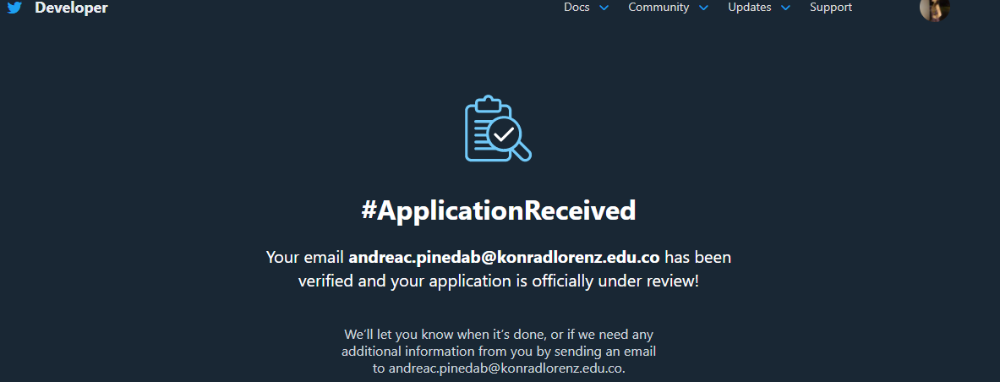 Developer
Docs Community Updates Support
#ApplicationReceived
Your email andreac.pinedab@konradlorenz.edu.co has been
verified and your application is officially under review!
We’ll let you know when it’s done, or if we need any
additional information from you by sending an email
to andreac.pinedab@konradlorenz.edu.co.